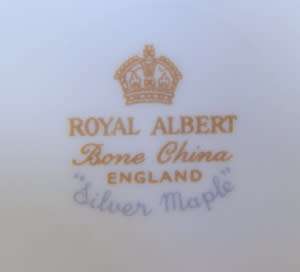 ROYAL ALBERT
Bone China
ENGLAND
"Silver Maple"